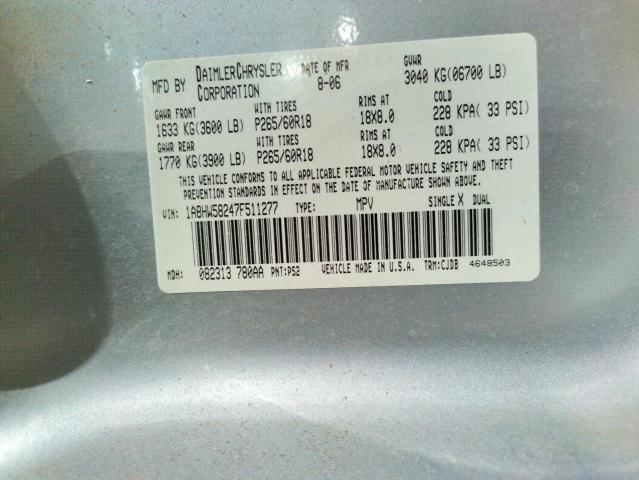 MFD BY DAIMLERCHRYSLER CORPORATION DATE OF MFR 8-06 GVWR 3040 KG(06700 LB)
GAWR FRONT WITH TIRES RIMS AT COLD
1633 KG(3600 LB) P265/60R18 18X8.0 228 KPA( 33 PSI)
GAWR REAR WITH TIRES RIMS AT COLD
1770 KG(3900 LB) P265/60R18 18X8.0 228 KPA( 33 PSI)
THIS VEHICLE CONFORMS TO ALL APPLICABLE FEDERAL MOTOR VEHICLE SAFETY AND THEFT
PREVENTION STANDARDS IN EFFECT ON THE DATE OF MANUFACTURE SHOWN ABOVE.
VIN: 1A8HW58247F511277 TYPE: MPV SINGLE X DUAL
MDH: 082313 780AA PNT:PS2 VEHICLE MADE IN U.S.A. TRM:CJDB 4648503